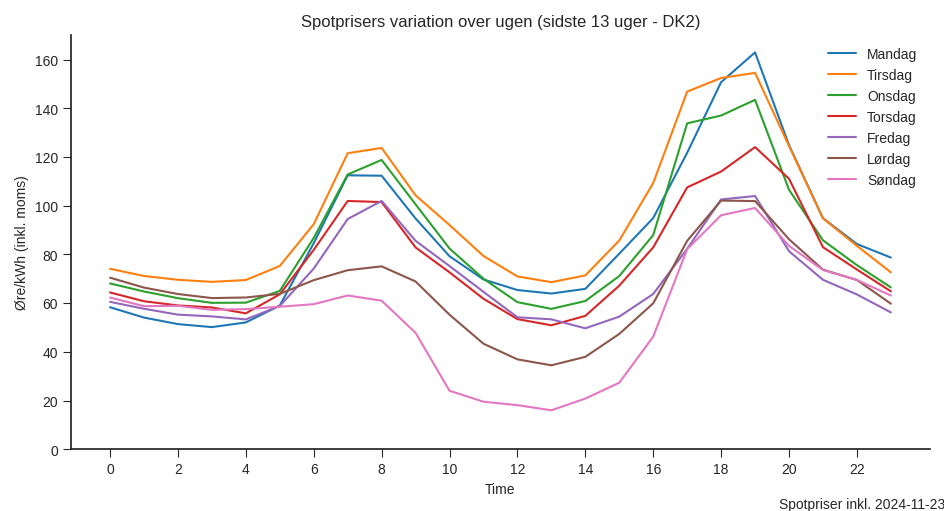 Spotprisers variation over ugen (sidste 13 uger - DK2)
Øre/kWh (inkl. moms)
160
140
120
100
80
60
40
20
0
0 2 4 6 8 10 12 14 16 18 20 22
Time
Mandag
Tirsdag
Onsdag
Torsdag
Fredag
Lørdag
Søndag
Spotpriser inkl. 2024-11-23